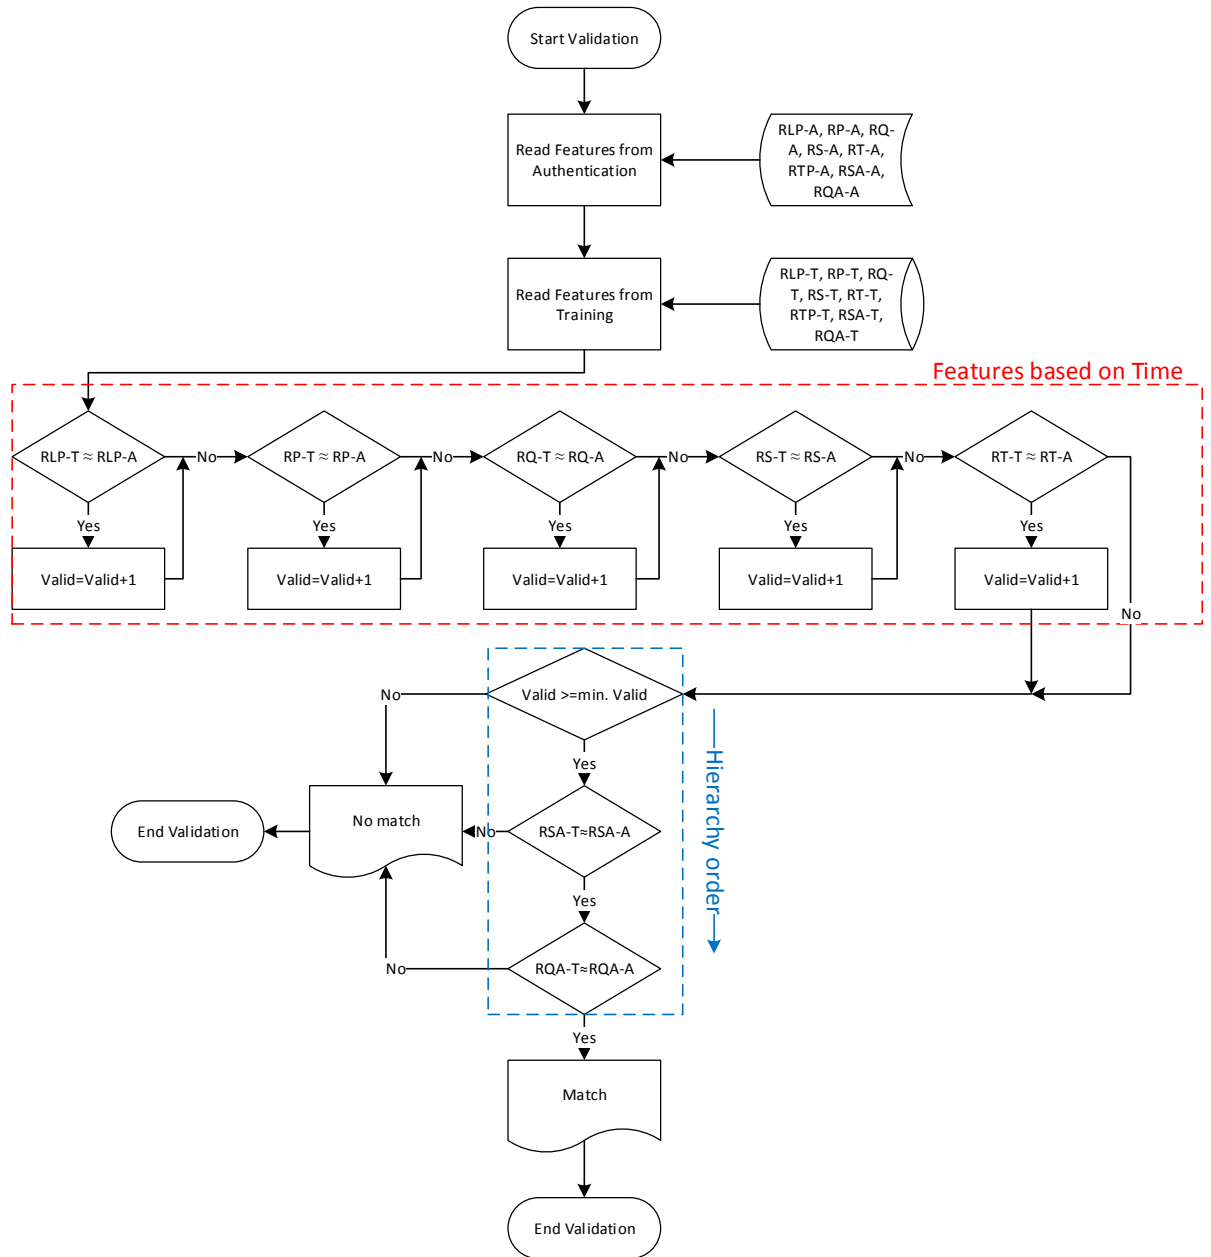 Start Validation
Read Features from
Authentication
RLP-A, RP-A, RQ-
A, RS-A, RT-A,
RTP-A, RSA-A,
RQA-A
Read Features from
Training
RLP-T, RP-T, RQ-
T, RS-T, RT-T,
RTP-T, RSA-T,
RQA-T
Features based on Time
RLP-T ≈ RLP-A
No
RP-T ≈ RP-A
No
RQ-T ≈ RQ-A
No
RS-T ≈ RS-A
No
RT-T ≈ RT-A
Yes
Yes
Yes
Yes
Yes
Valid=Valid+1
Valid=Valid+1
Valid=Valid+1
Valid=Valid+1
Valid=Valid+1
No
No
Valid >=min. Valid
Yes
Hierarchy order
End Validation
No match
No
RSA-T≈RSA-A
Yes
No
RQA-T≈RQA-A
Yes
Match
End Validation